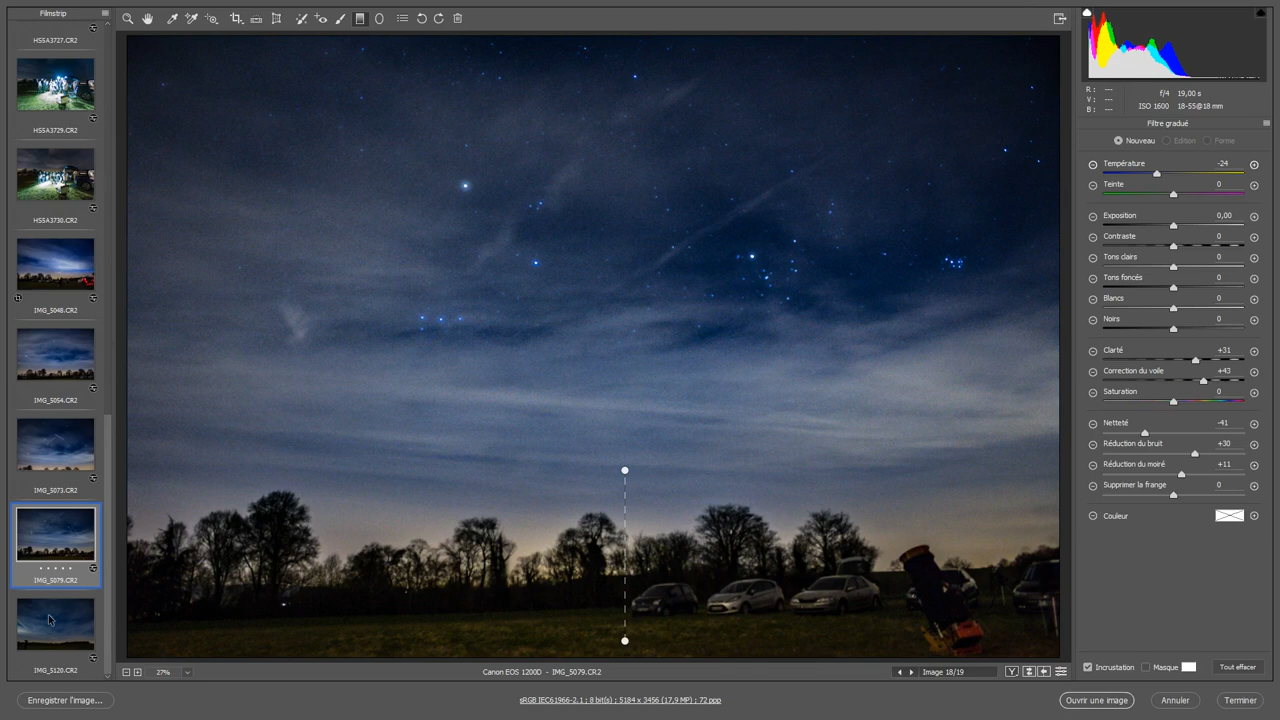 Filmstrip
HS5A3727.CR2
HS5A3729.CR2
HS5A3730.CR2
IMG_5048.CR2
IMG_5054.CR2
IMG_5073.CR2
IMG_5079.CR2
IMG_5120.CR2
27%
Canon EOS 1200D - IMG_5079.CR2
Image 18/19
Y
Enregistrer l'image...
sRGB IEC61966-2.1 ; 8 bit(s) ; 5184 x 3456 (17,9 MP) ; 72 ppp
R : ---
V : ---
B : ---
f/4 19,00 s
ISO 1600 18-55@18 mm
Filtre gradué
Nouveau Edition Forme
Température -24
Teinte 0
Exposition 0,00
Contraste 0
Tons clairs 0
Tons foncés 0
Blancs 0
Noirs 0
Clarté +31
Correction du voile +43
Saturation 0
Netteté -41
Réduction du bruit +30
Réduction du moiré +11
Supprimer la frange 0
Couleur
Incrustation Masque Tout effacer
Ouvrir une image Annuler Terminer